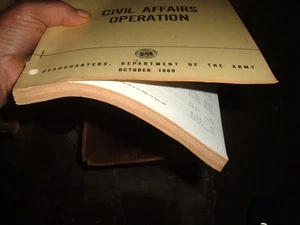 CIVIL AFFAIRS
OPERATION
HEADQUARTERS, DEPARTMENT OF THE ARMY
OCTOBER 1969